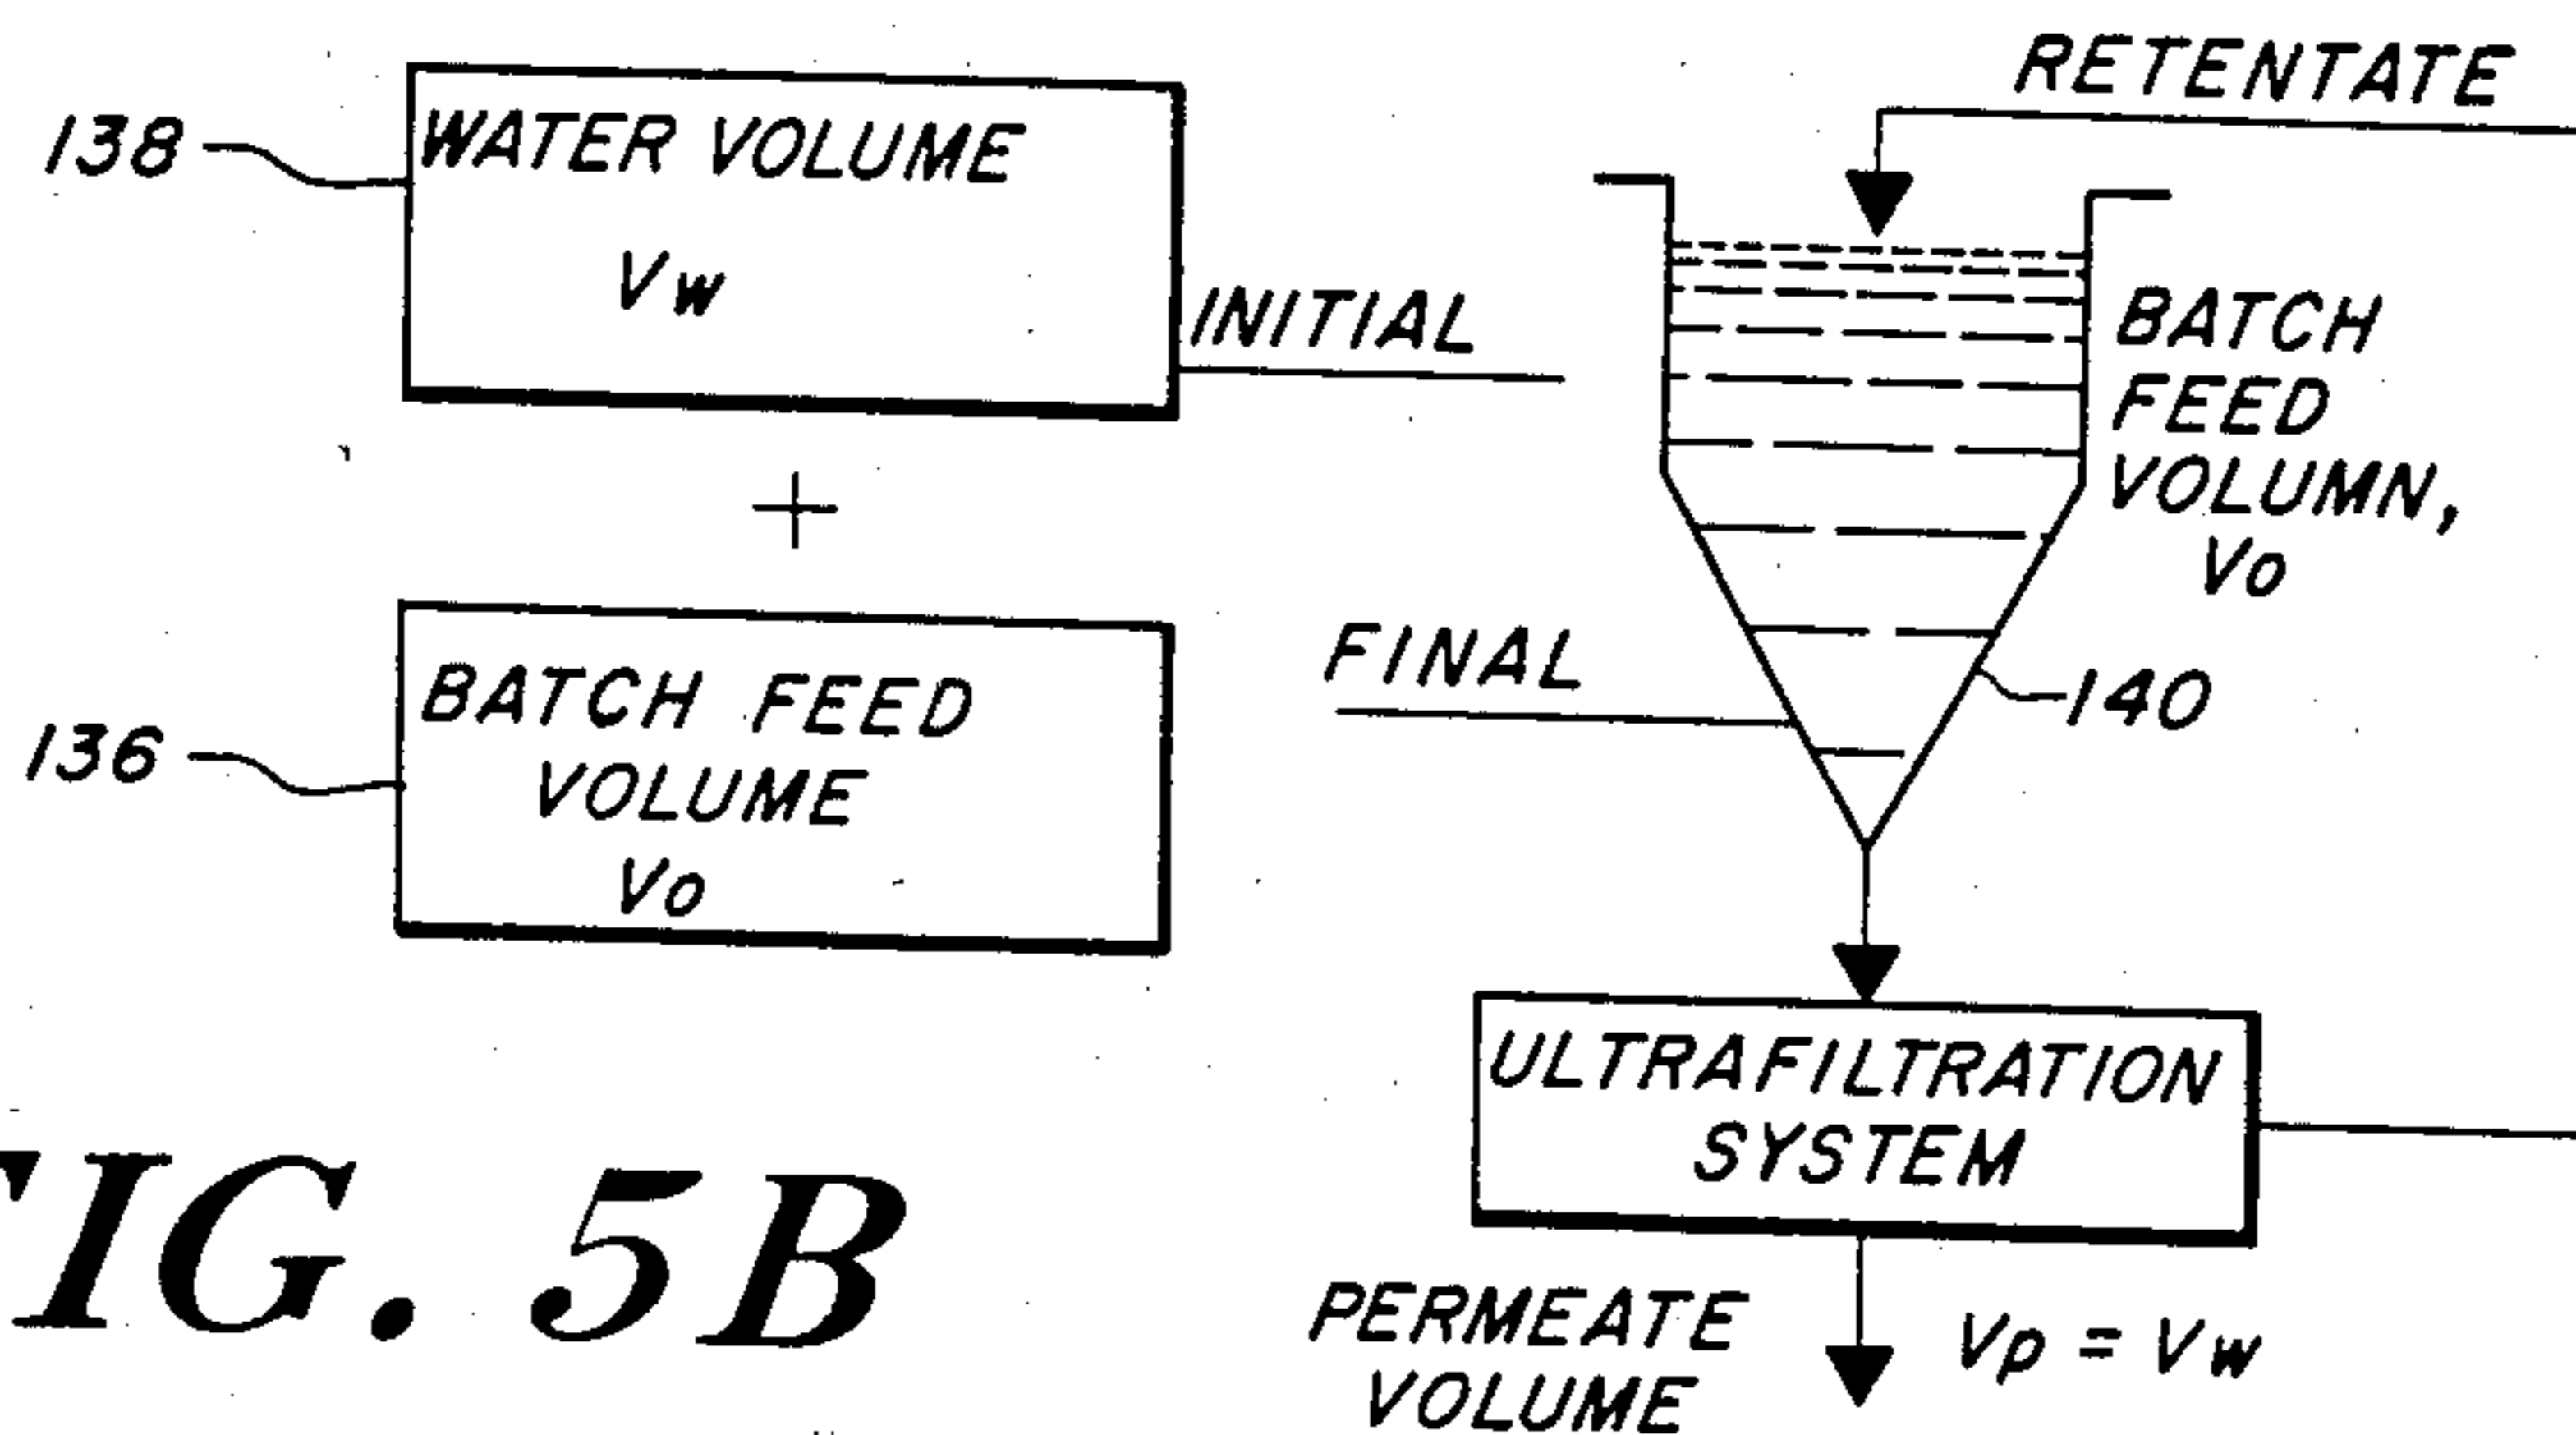 138
WATER VOLUME
Vw
INITIAL
+
136
BATCH FEED
VOLUME
Vo
RETENTATE
BATCH
FEED
VOLUMN,
Vo
FINAL
140
ULTRAFILTRATION
SYSTEM
PERMEATE
VOLUME
Vp = Vw
FIG. 5B